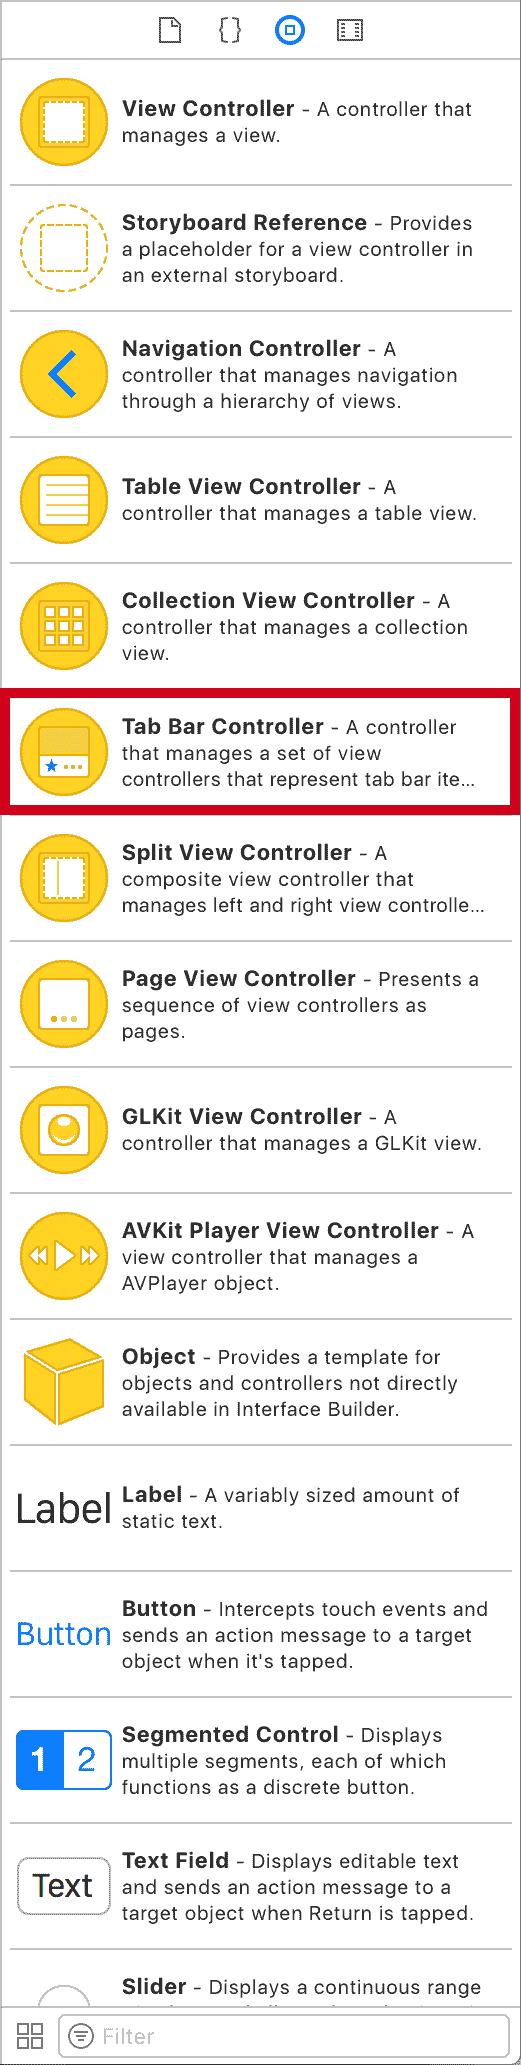 View Controller - A controller that
manages a view.
Storyboard Reference - Provides
a placeholder for a view controller in
an external storyboard.
Navigation Controller - A
controller that manages navigation
through a hierarchy of views.
Table View Controller - A
controller that manages a table view.
Collection View Controller - A
controller that manages a collection
view.
Tab Bar Controller - A controller
that manages a set of view
controllers that represent tab bar ite...
Split View Controller - A
composite view controller that
manages left and right view controlle...
Page View Controller - Presents a
sequence of view controllers as
pages.
GLKit View Controller - A
controller that manages a GLKit view.
AVKit Player View Controller - A
view controller that manages a
AVPlayer object.
Object - Provides a template for
objects and controllers not directly
available in Interface Builder.
Label
Label - A variably sized amount of
static text.
Button
Button - Intercepts touch events and
sends an action message to a target
object when it's tapped.
1 2
Segmented Control - Displays
multiple segments, each of which
functions as a discrete button.
Text
Text Field - Displays editable text
and sends an action message to a
target object when Return is tapped.
Slider - Displays a continuous range
Filter